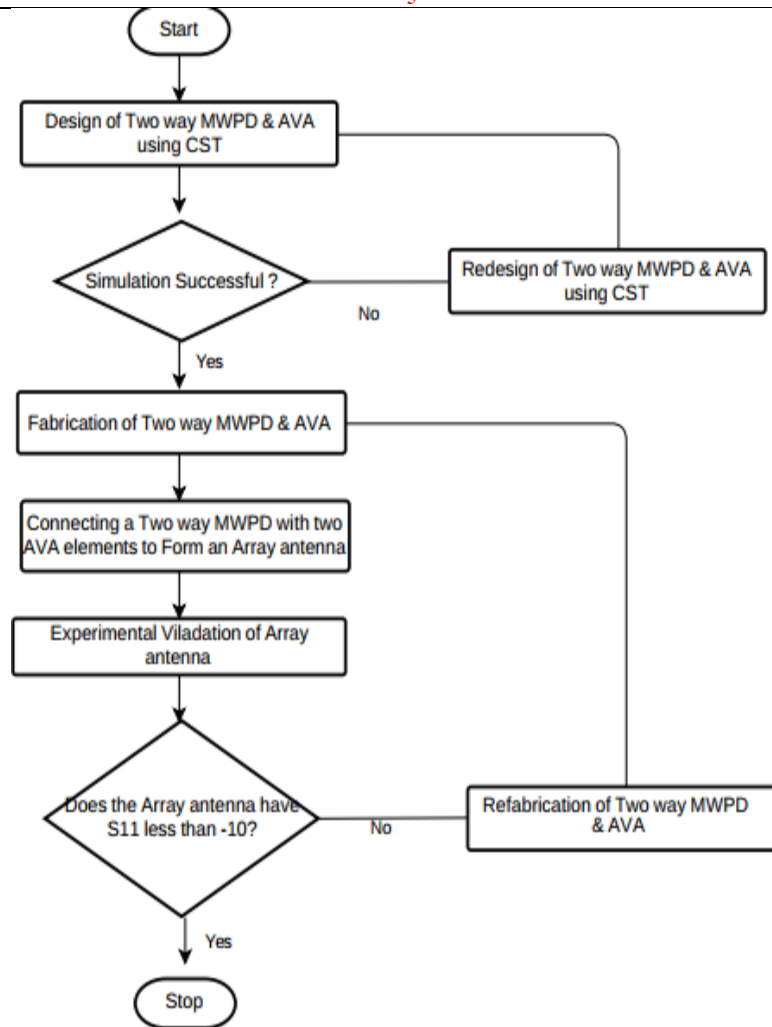 Start
Design of Two way MWPD & AVA
using CST
Simulation Successful ?
Redesign of Two way MWPD & AVA
using CST
No
Yes
Fabrication of Two way MWPD & AVA
Connecting a Two way MWPD with two
AVA elements to Form an Array antenna
Experimental Viladation of Array
antenna
Does the Array antenna have
S11 less than -10?
No
Refabrication of Two way MWPD
& AVA
Yes
Stop